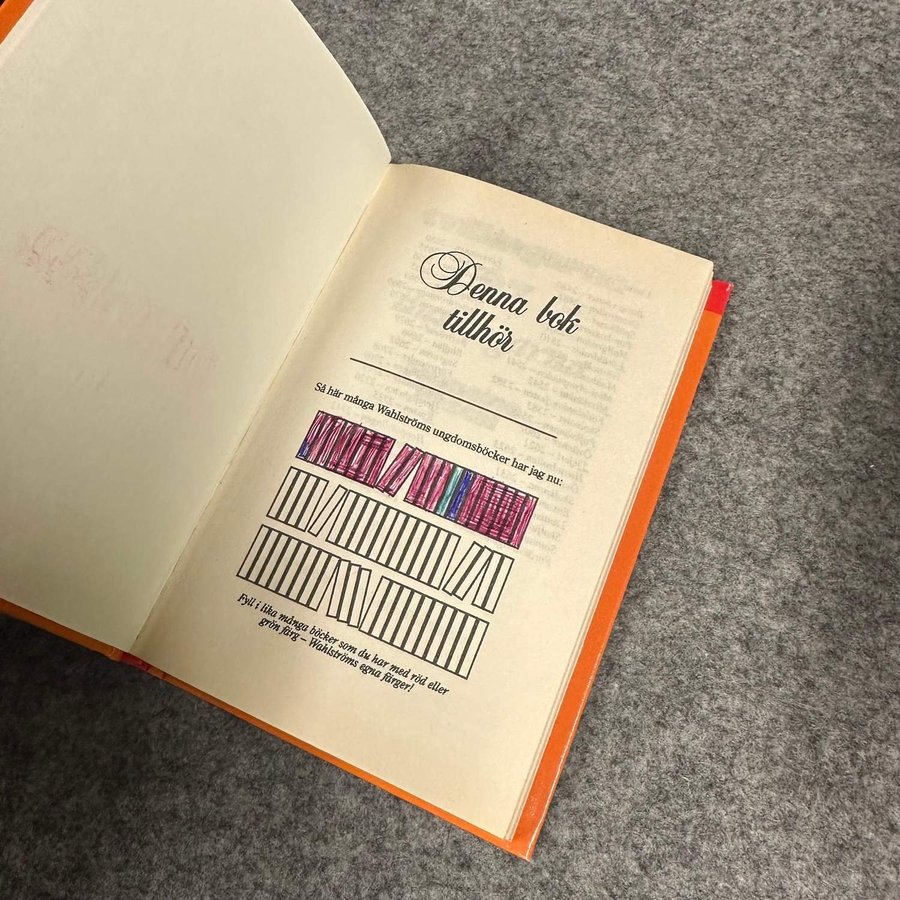 Denna bok
tillhör
Så här många Wahlströms ungdomsböcker har jag nu:
Fyll i lika många böcker som du har med röd eller
grön färg – Wahlströms egna färger!